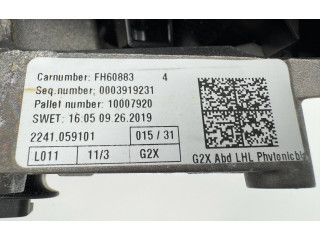 Carnumber: FH60883 4
Seq.number; 0003919231
Pallet number: 10007920
SWET: 16:05 09.26.2019
2241.059101 015 / 31
L011 11/3 G2X
G2X Abd LHL Phvtonicbl